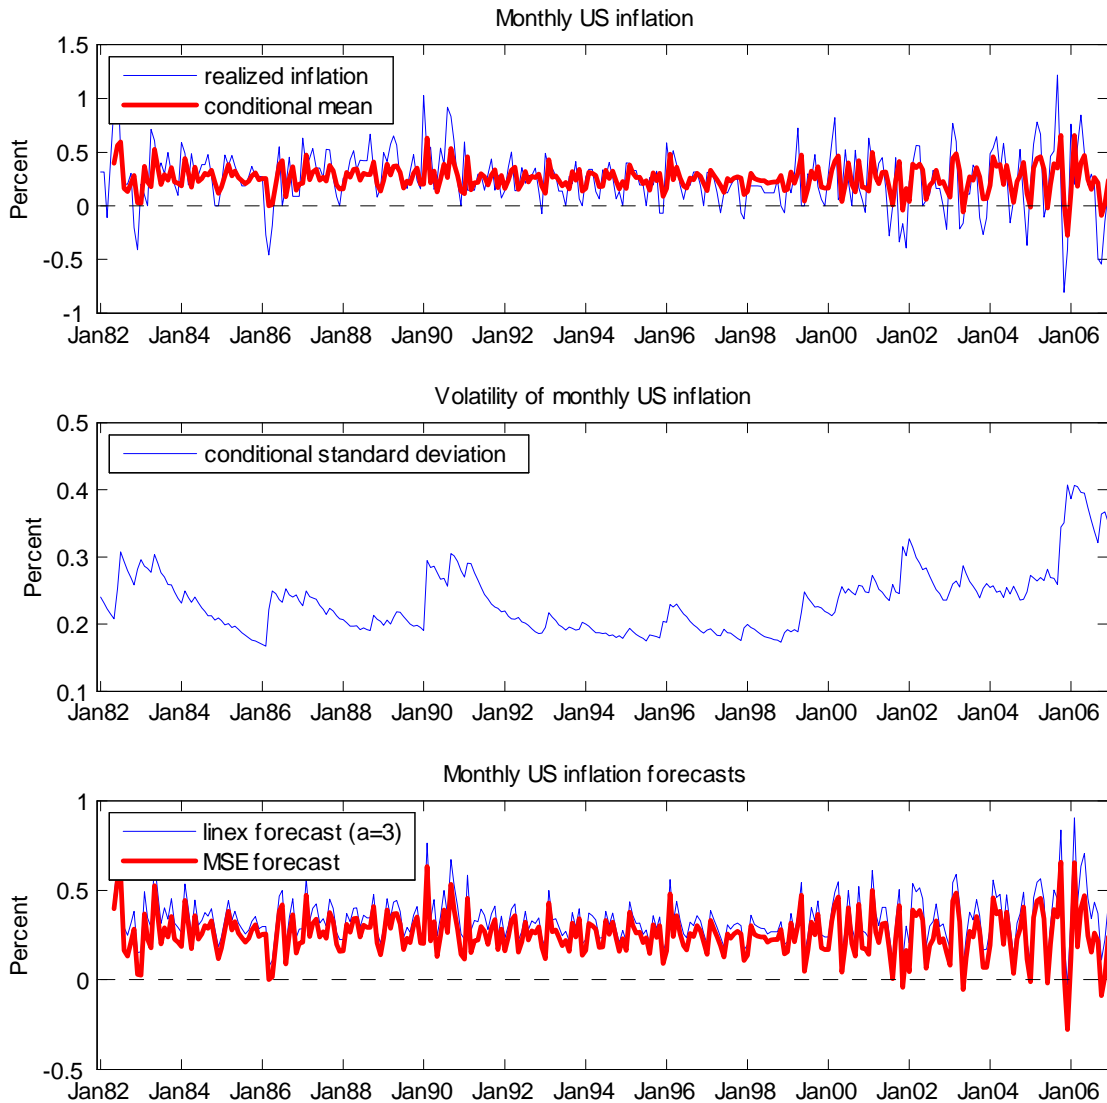 Monthly US inflation
1.5
realized inflation
conditional mean
1
0.5
0
-0.5
-1
Percent
Jan82 Jan84 Jan86 Jan88 Jan90 Jan92 Jan94 Jan96 Jan98 Jan00 Jan02 Jan04 Jan06
Volatility of monthly US inflation
0.5
conditional standard deviation
0.4
0.3
0.2
0.1
Percent
Jan82 Jan84 Jan86 Jan88 Jan90 Jan92 Jan94 Jan96 Jan98 Jan00 Jan02 Jan04 Jan06
Monthly US inflation forecasts
1
linex forecast (a=3)
MSE forecast
0.5
0
-0.5
Percent
Jan82 Jan84 Jan86 Jan88 Jan90 Jan92 Jan94 Jan96 Jan98 Jan00 Jan02 Jan04 Jan06